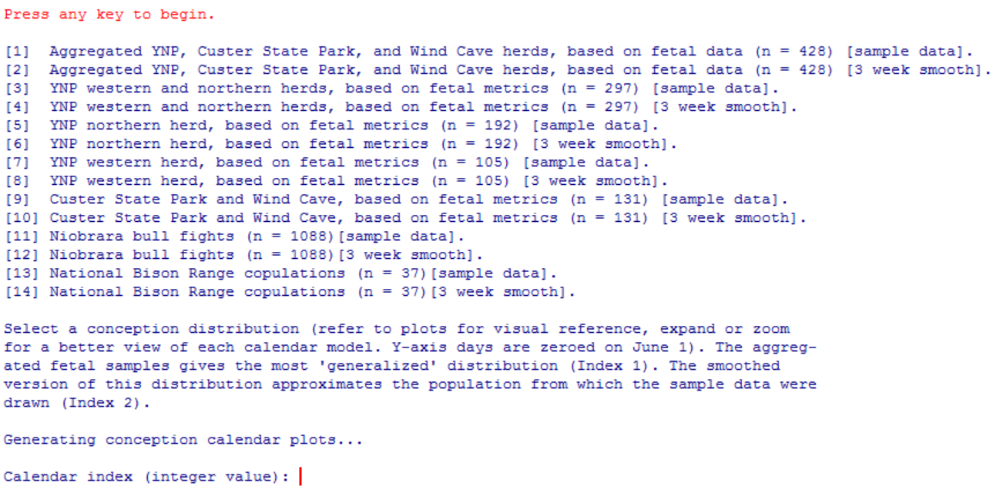 Press any key to begin.
[1]  Aggregated YNP, Custer State Park, and Wind Cave herds, based on fetal data (n = 428) [sample data].
[2]  Aggregated YNP, Custer State Park, and Wind Cave herds, based on fetal data (n = 428) [3 week smooth].
[3]  YNP western and northern herds, based on fetal metrics (n = 297) [sample data].
[4]  YNP western and northern herds, based on fetal metrics (n = 297) [3 week smooth].
[5]  YNP northern herd, based on fetal metrics (n = 192) [sample data].
[6]  YNP northern herd, based on fetal metrics (n = 192) [3 week smooth].
[7]  YNP western herd, based on fetal metrics (n = 105) [sample data].
[8]  YNP western herd, based on fetal metrics (n = 105) [3 week smooth].
[9]  Custer State Park and Wind Cave, based on fetal metrics (n = 131) [sample data].
[10] Custer State Park and Wind Cave, based on fetal metrics (n = 131) [3 week smooth].
[11] Niobrara bull fights (n = 1088)[sample data].
[12] Niobrara bull fights (n = 1088)[3 week smooth].
[13] National Bison Range copulations (n = 37)[sample data].
[14] National Bison Range copulations (n = 37)[3 week smooth].
Select a conception distribution (refer to plots for visual reference, expand or zoom
for a better view of each calendar model. Y-axis days are zeroed on June 1). The aggreg-
ated fetal samples gives the most 'generalized' distribution (Index 1). The smoothed
version of this distribution approximates the population from which the sample data were
drawn (Index 2).
Generating conception calendar plots...
Calendar index (integer value):